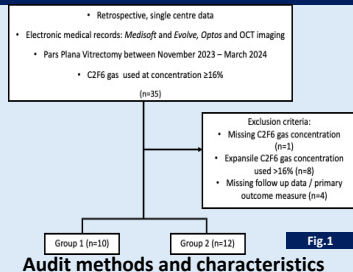 • Retrospective, single centre data
• Electronic medical records: Medisoft and Evolve, Optos and OCT imaging
• Pars Plana Vitrectomy between November 2023 – March 2024
• C2F6 gas used at concentration ≥16%
(n=35)
Exclusion criteria:
• Missing C2F6 gas concentration
(n=1)
• Expansile C2F6 gas concentration
used >16% (n=8)
• Missing follow up data / primary
outcome measure (n=4)
Group 1 (n=10)
Group 2 (n=12)
Fig.1
Audit methods and characteristics